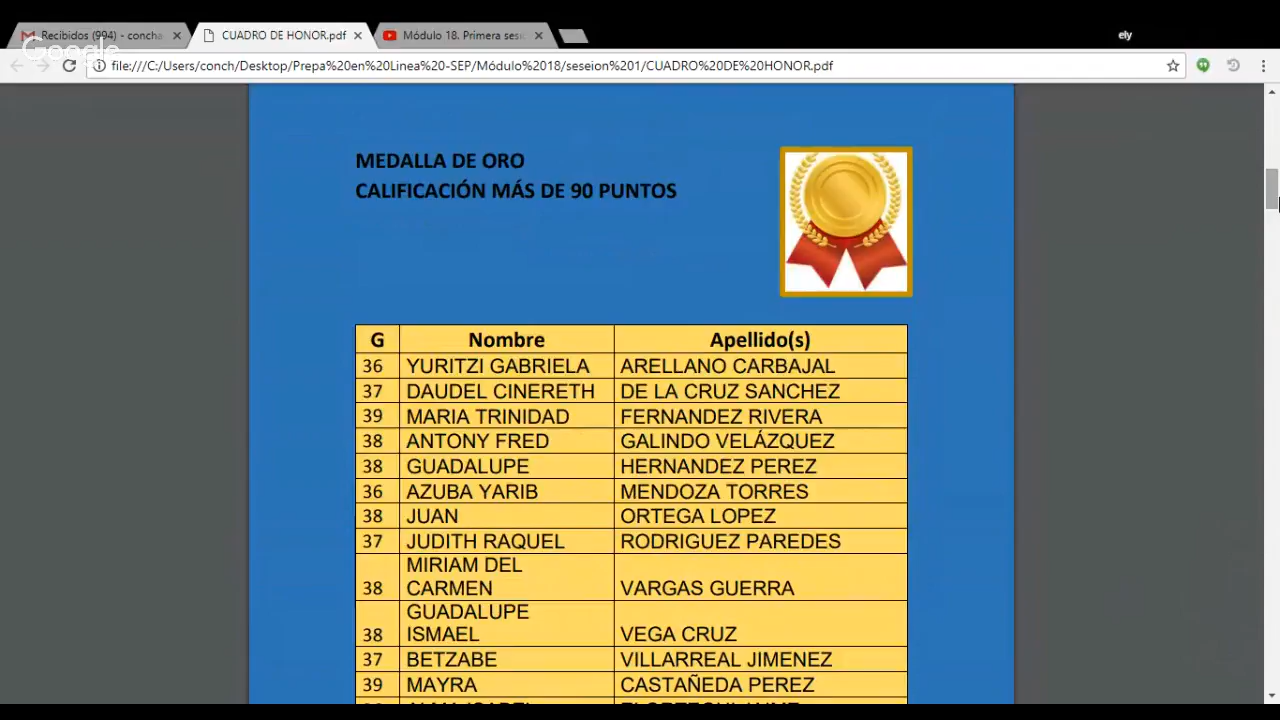 Recibidos (994) - concha
CUADRO DE HONOR.pdf
Módulo 18. Primera sesi
ely
Google
file:///C:/Users/conch/Desktop/Prepa%20en%20Linea%20-SEP/Módulo%2018/seseion%201/CUADRO%20DE%20HONOR.pdf
MEDALLA DE ORO
CALIFICACIÓN MÁS DE 90 PUNTOS
G Nombre Apellido(s)
36 YURITZI GABRIELA ARELLANO CARBAJAL
37 DAUDEL CINERETH DE LA CRUZ SANCHEZ
39 MARIA TRINIDAD FERNANDEZ RIVERA
38 ANTONY FRED GALINDO VELÁZQUEZ
38 GUADALUPE HERNANDEZ PEREZ
36 AZUBA YARIB MENDOZA TORRES
38 JUAN ORTEGA LOPEZ
37 JUDITH RAQUEL RODRIGUEZ PAREDES
MIRIAM DEL
38 CARMEN VARGAS GUERRA
GUADALUPE
38 ISMAEL VEGA CRUZ
37 BETZABE VILLARREAL JIMENEZ
39 MAYRA CASTAÑEDA PEREZ